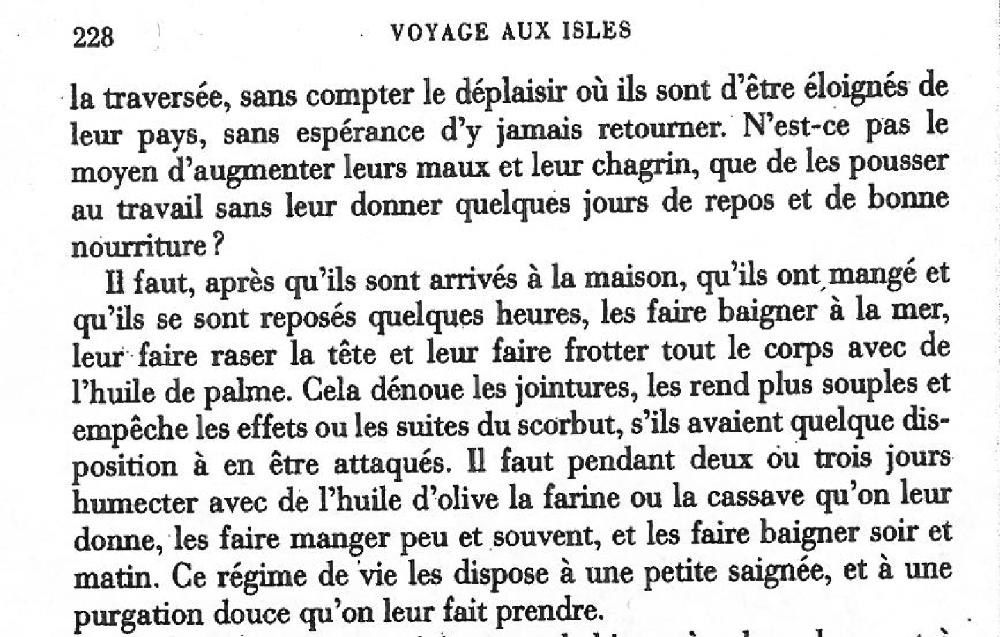 228 VOYAGE AUX ISLES
la traversée, sans compter le déplaisir où ils sont d'être éloignés de
leur pays, sans espérance d'y jamais retourner. N'est-ce pas le
moyen d'augmenter leurs maux et leur chagrin, que de les pousser
au travail sans leur donner quelques jours de repos et de bonne
nourriture ?
Il faut, après qu'ils sont arrivés à la maison, qu'ils ont mangé et
qu'ils se sont reposés quelques heures, les faire baigner à la mer,
leur faire raser la tête et leur faire frotter tout le corps avec de
l'huile de palme. Cela dénoue les jointures, les rend plus souples et
empêche les effets ou les suites du scorbut, s'ils avaient quelque dis-
position à en être attaqués. Il faut pendant deux ou trois jours
humecter avec de l'huile d'olive la farine ou la cassave qu'on leur
donne, les faire manger peu et souvent, et les faire baigner soir et
matin. Ce régime de vie les dispose à une petite saignée, et à une
purgation douce qu'on leur fait prendre.